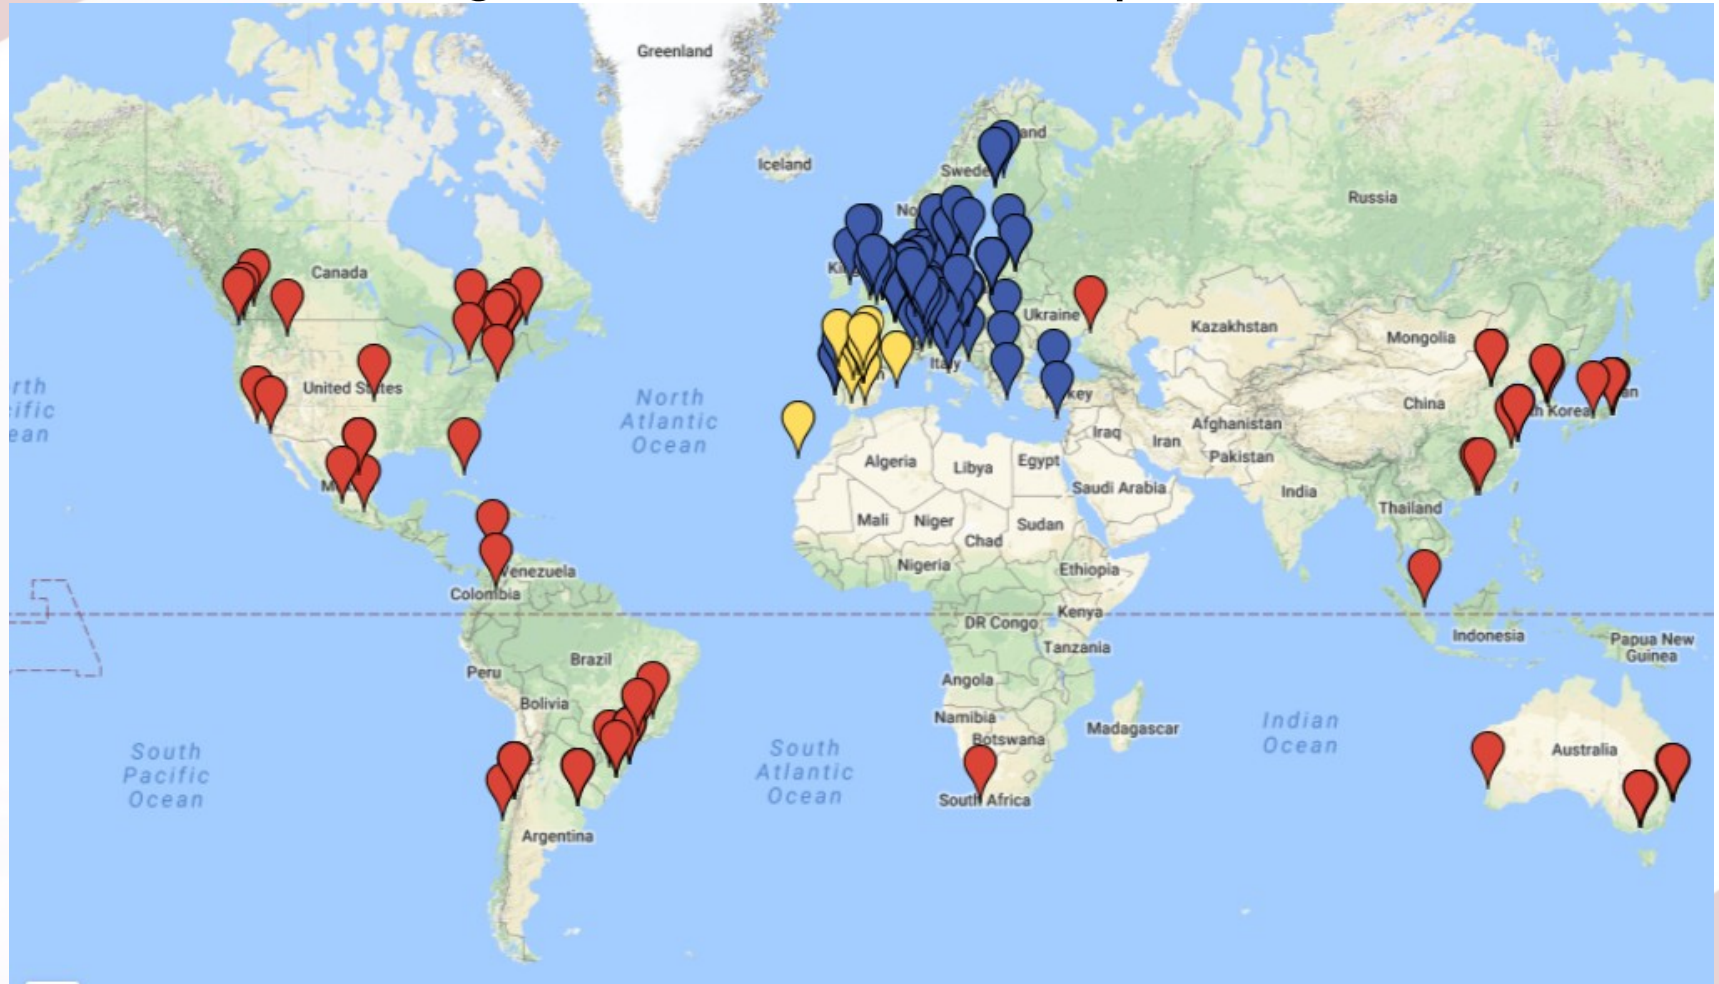 Greenland
Iceland
Russia
Canada
Ukraine
Kazakhstan
Mongolia
Italy
United States
North
Atlantic
Ocean
China
Afghanistan
Iraq
Iran
Pakistan
Algeria
Libya
Egypt
Saudi Arabia
India
Thailand
Mali
Niger
Chad
Sudan
Nigeria
Ethiopia
Venezuela
Colombia
Kenya
DR Congo
Tanzania
Indonesia
Papua New
Guinea
Peru
Brazil
Bolivia
Angola
Namibia
Botswana
Madagascar
Indian
Ocean
Australia
South
Pacific
Ocean
South
Atlantic
Ocean
South Africa
Argentina